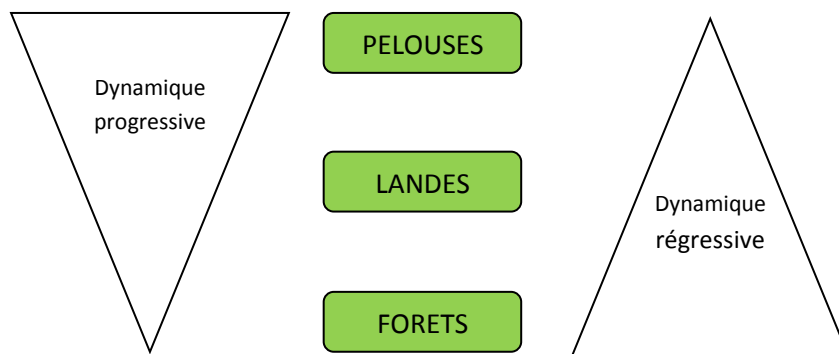 PELOUSES
Dynamique
progressive
LANDES
Dynamique
régressive
FORETS